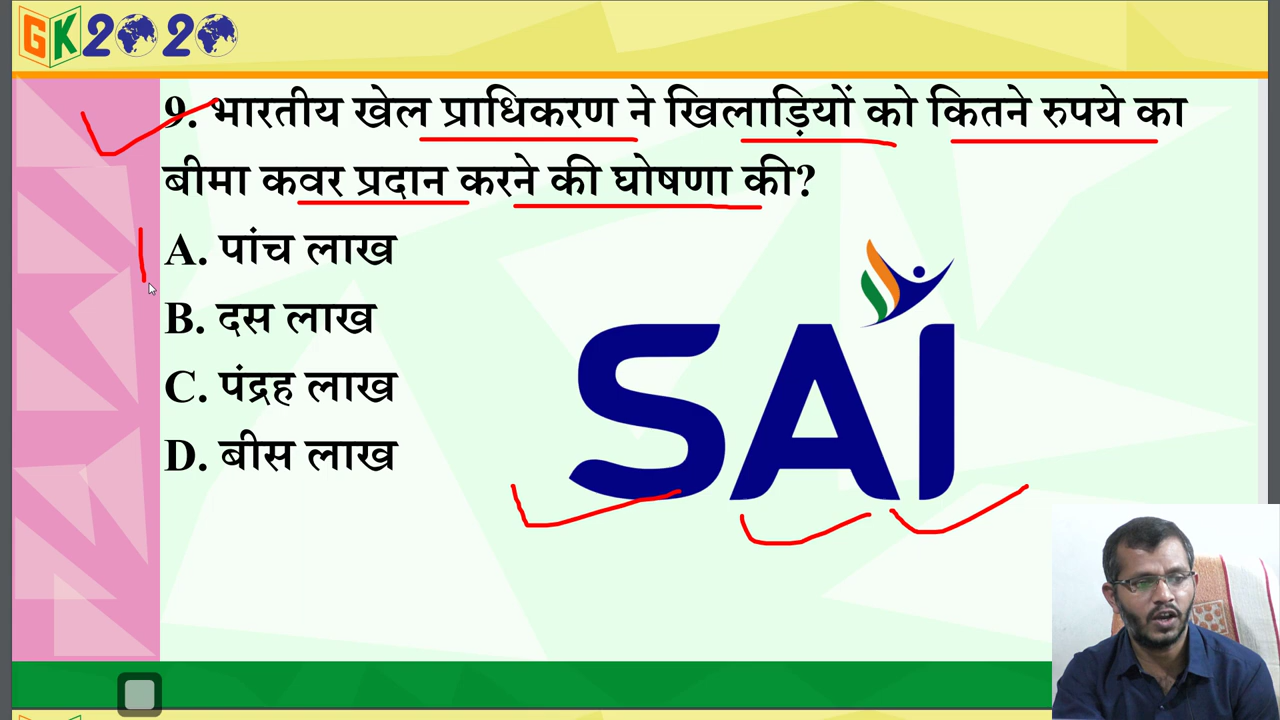 GK2020
9. भारतीय खेल प्राधिकरण ने खिलाड़ियों को कितने रुपये का
बीमा कवर प्रदान करने की घोषणा की?
A. पांच लाख
B. दस लाख
C. पंद्रह लाख
D. बीस लाख
SAI